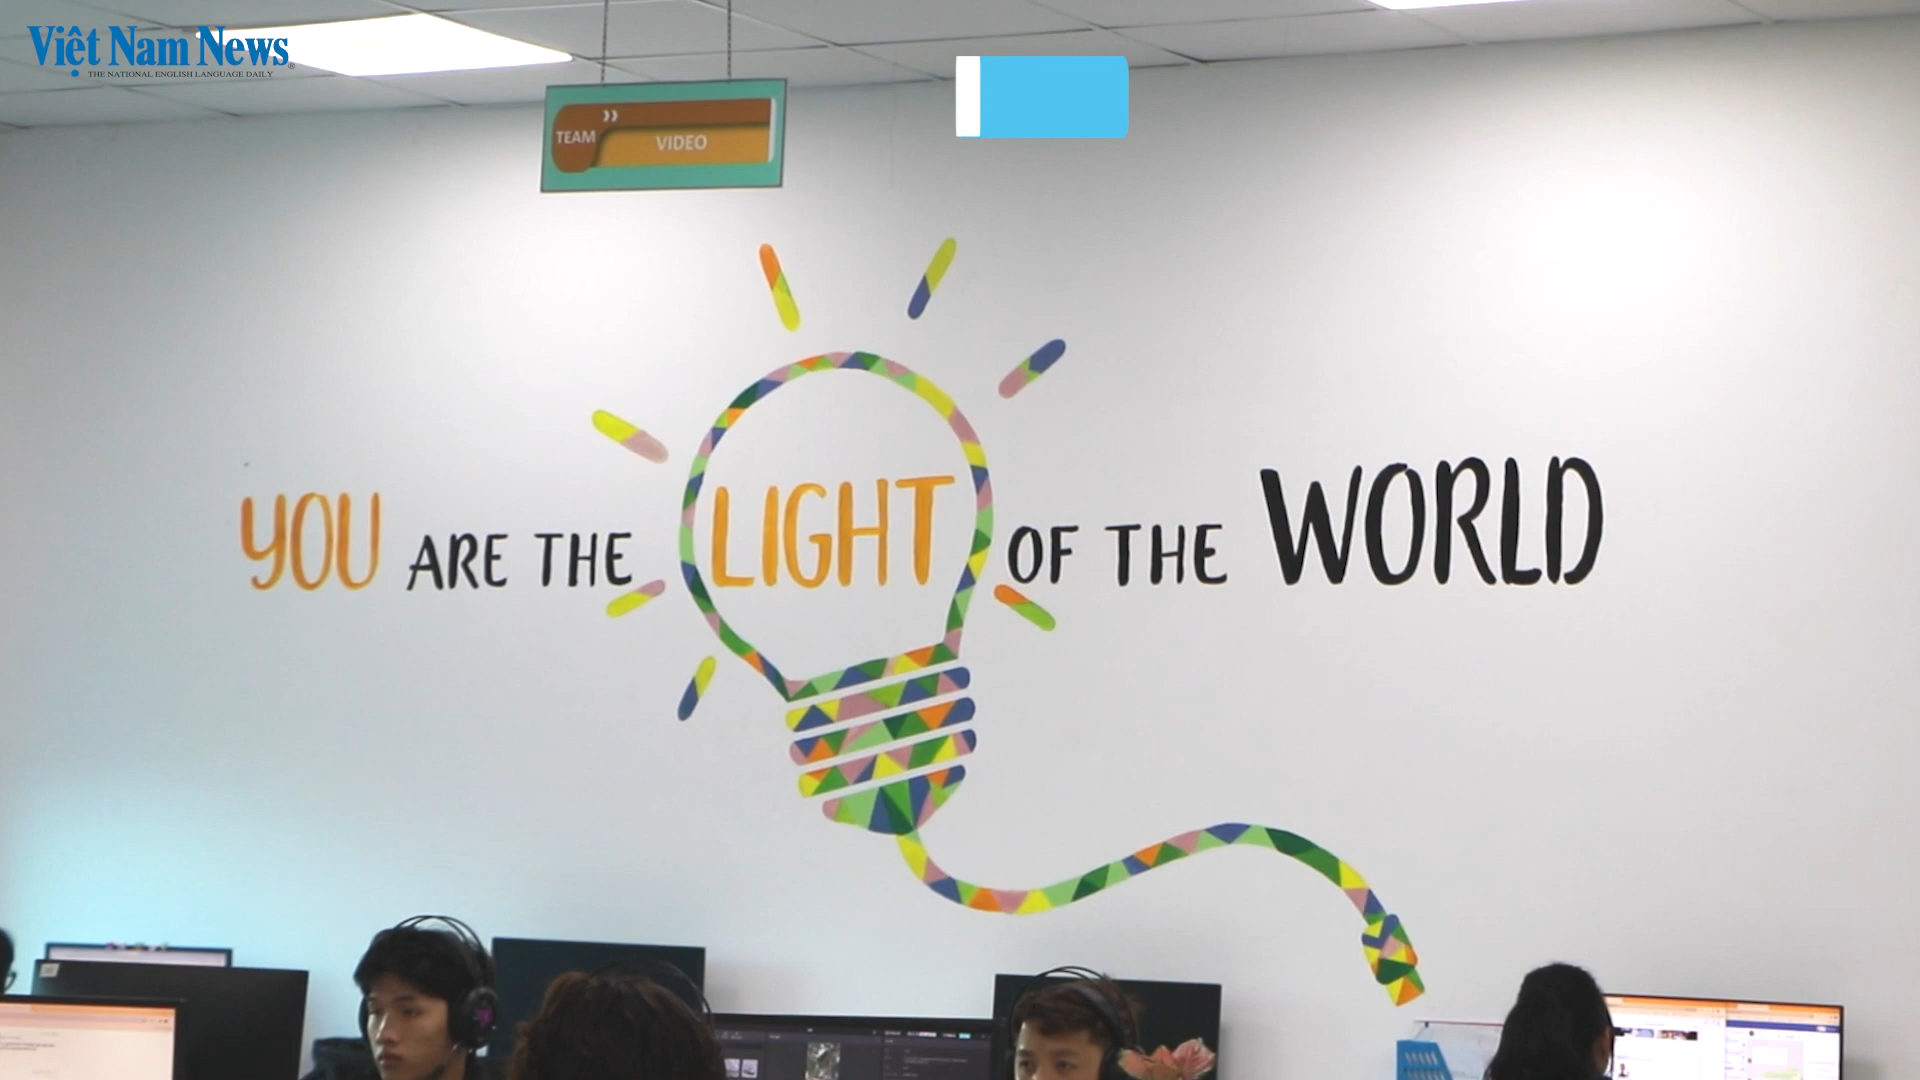 Việt Nam News
THE NATIONAL ENGLISH LANGUAGE DAILY
TEAM
VIDEO
YOU ARE THE LIGHT OF THE WORLD